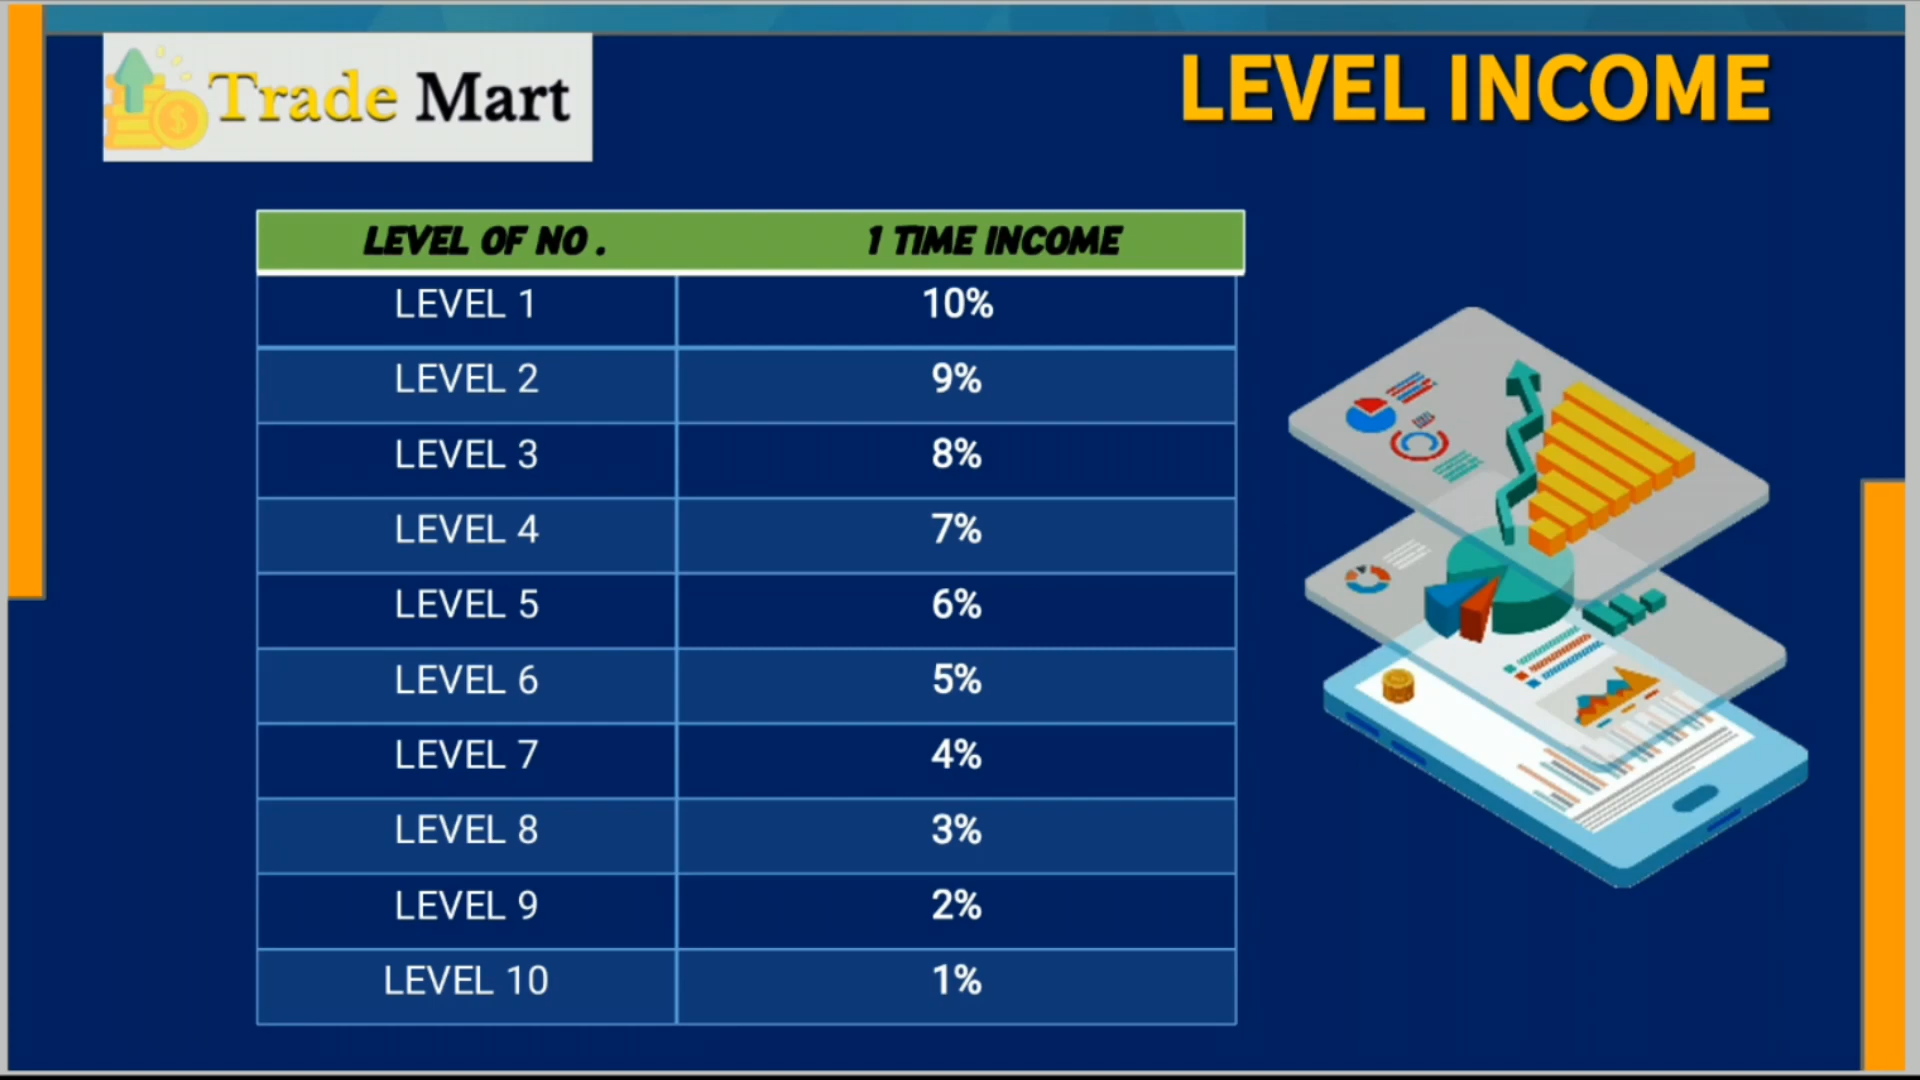 Trade Mart
LEVEL INCOME
LEVEL OF NO . 1 TIME INCOME
LEVEL 1 10%
LEVEL 2 9%
LEVEL 3 8%
LEVEL 4 7%
LEVEL 5 6%
LEVEL 6 5%
LEVEL 7 4%
LEVEL 8 3%
LEVEL 9 2%
LEVEL 10 1%